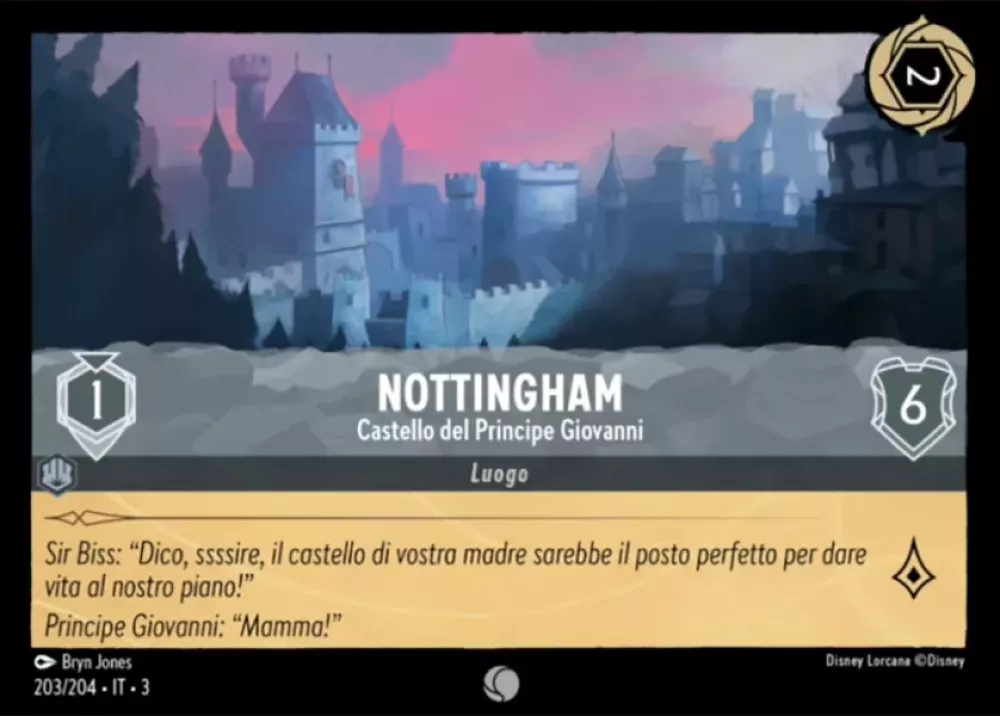 2
1
NOTTINGHAM
6
Castello del Principe Giovanni
Luogo
Sir Biss: “Dico, ssssire, il castello di vostra madre sarebbe il posto perfetto per dare
vita al nostro piano!”
Principe Giovanni: “Mamma!”
Bryn Jones
Disney Lorcana ©Disney
203/204 • IT • 3